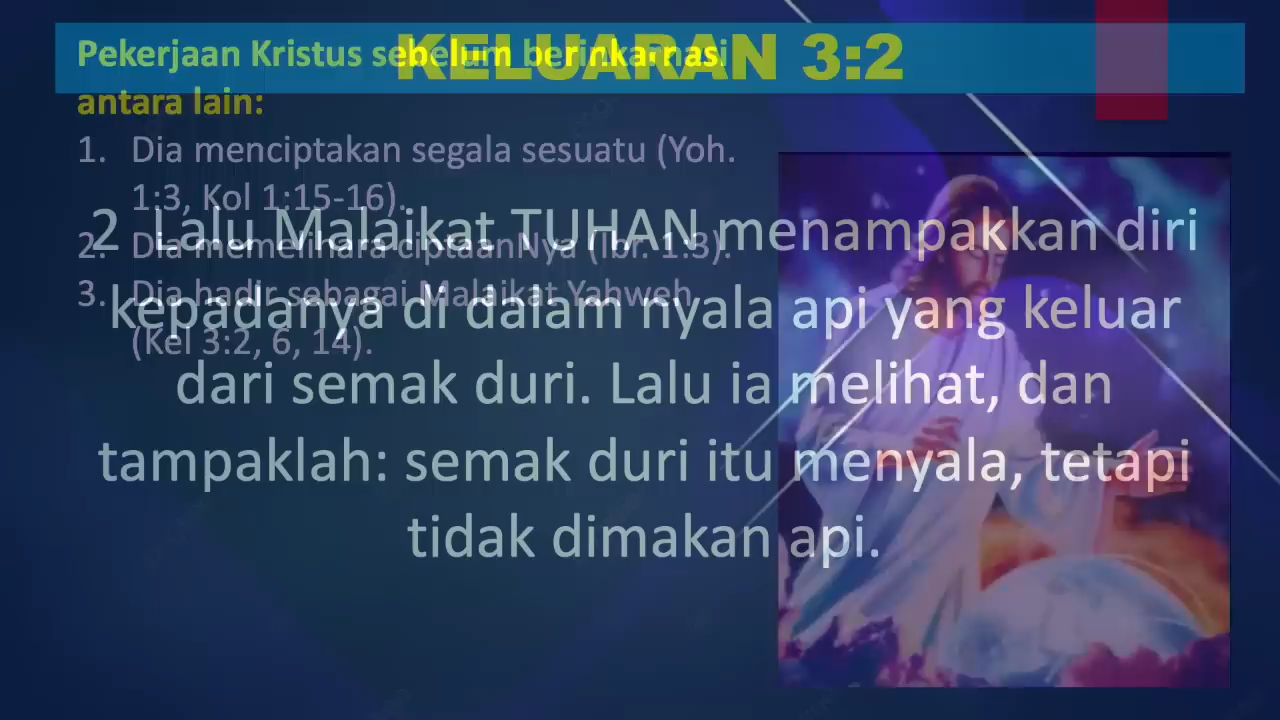 Pekerjaan Kristus sebelum berinkarnasi
antara lain:
1. Dia menciptakan segala sesuatu (Yoh.
1:3, Kol 1:15-16).
2. Dia memelihara ciptaanNya (Ibr. 1:3).
3. Dia hadir sebagai Malaikat Yahweh
(Kel 3:2, 6, 14).
KELUARAN 3:2
2 Lalu Malaikat TUHAN menampakkan diri
kepadanya di dalam nyala api yang keluar
dari semak duri. Lalu ia melihat, dan
tampaklah: semak duri itu menyala, tetapi
tidak dimakan api.